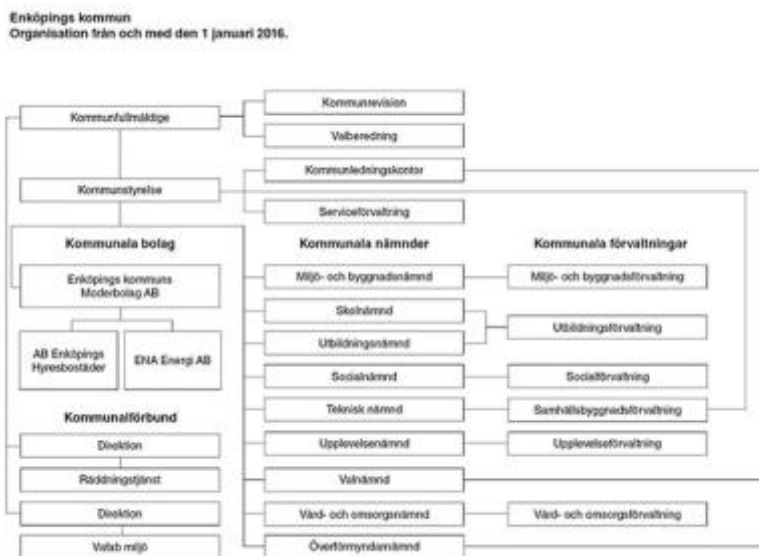 Enköpings kommun
Organisation från och med den 1 januari 2016.
Kommunfullmäktige
Kommunrevision
Valberedning
Kommunledningskontor
Kommunstyrelse
Serviceförvaltning
Kommunala bolag
Kommunala nämnder
Kommunala förvaltningar
Enköpings kommuns
Moderbolag AB
Miljö- och byggnadsnämnd
Miljö- och byggnadsförvaltning
Skolnämnd
Utbildningsförvaltning
Utbildningsnämnd
AB Enköpings
Hyresbostäder
ENA Energi AB
Socialnämnd
Socialförvaltning
Kommunalförbund
Teknisk nämnd
Samhällsbyggnadsförvaltning
Direktion
Upplevelsenämnd
Upplevelseförvaltning
Räddningstjänst
Valnämnd
Direktion
Vård- och omsorgsnämnd
Vård- och omsorgsförvaltning
Vafab miljö
Överförmyndarnämnd